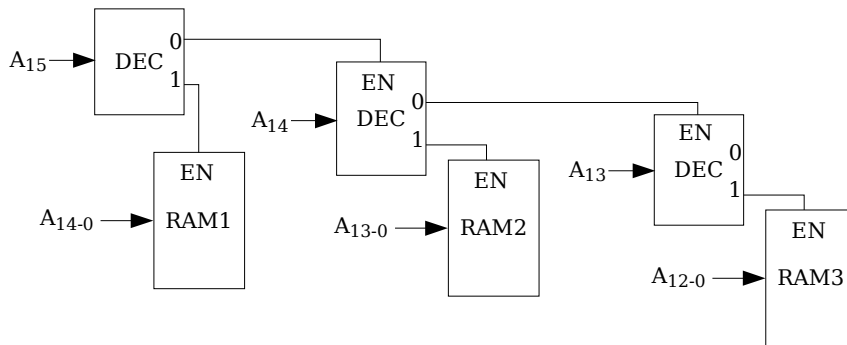 A15
DEC
0
1
EN
RAM1
A14-0
A14
EN
DEC
0
1
EN
RAM2
A13-0
A13
EN
DEC
0
1
EN
RAM3
A12-0